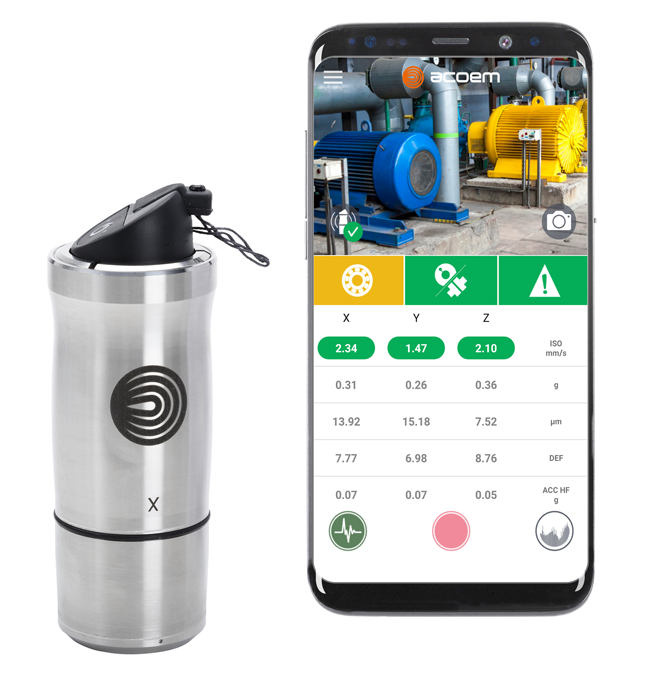 acoem
X Y Z
2.34 1.47 2.10 ISO
mm/s
0.31 0.26 0.36 g
13.92 15.18 7.52 µm
7.77 6.98 8.76 DEF
0.07 0.07 0.05 ACC HF
g
X